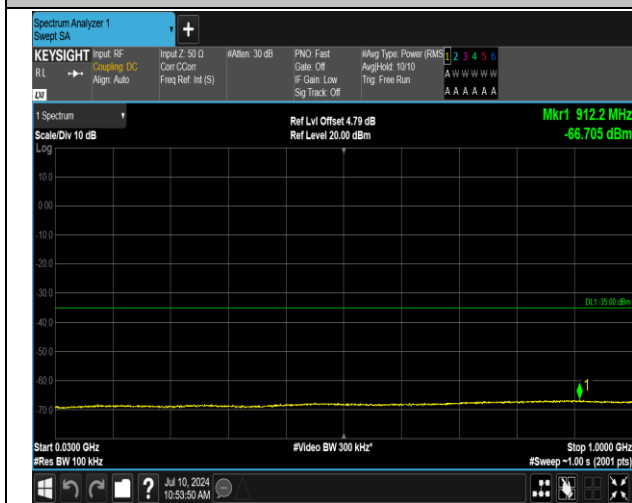 Spectrum Analyzer 1
Swept SA
+
KEYSIGHT
RL
LXI
Input: RF
Coupling: DC
Align: Auto
Input Z: 50 Ω
Corr CCorr
Freq Ref: Int (S)
#Atten: 30 dB
PNO: Fast
Gate: Off
IF Gain: Low
Sig Track: Off
#Avg Type: Power (RMS
Avg|Hold: 10/10
Trig: Free Run
1 2 3 4 5 6
A W W W W W
A A A A A A
1 Spectrum
Scale/Div 10 dB
Ref Lvl Offset 4.79 dB
Ref Level 20.00 dBm
Mkr1 912.2 MHz
-66.705 dBm
Log
10.0
0.00
-10.0
-20.0
-30.0
DL1 -35.00 dBm
-40.0
-50.0
-60.0
1
-70.0
Start 0.0300 GHz
#Video BW 300 kHz*
Stop 1.0000 GHz
#Res BW 100 kHz
#Sweep ~1.00 s (2001 pts)
?
Jul 10, 2024
10:53:50 AM